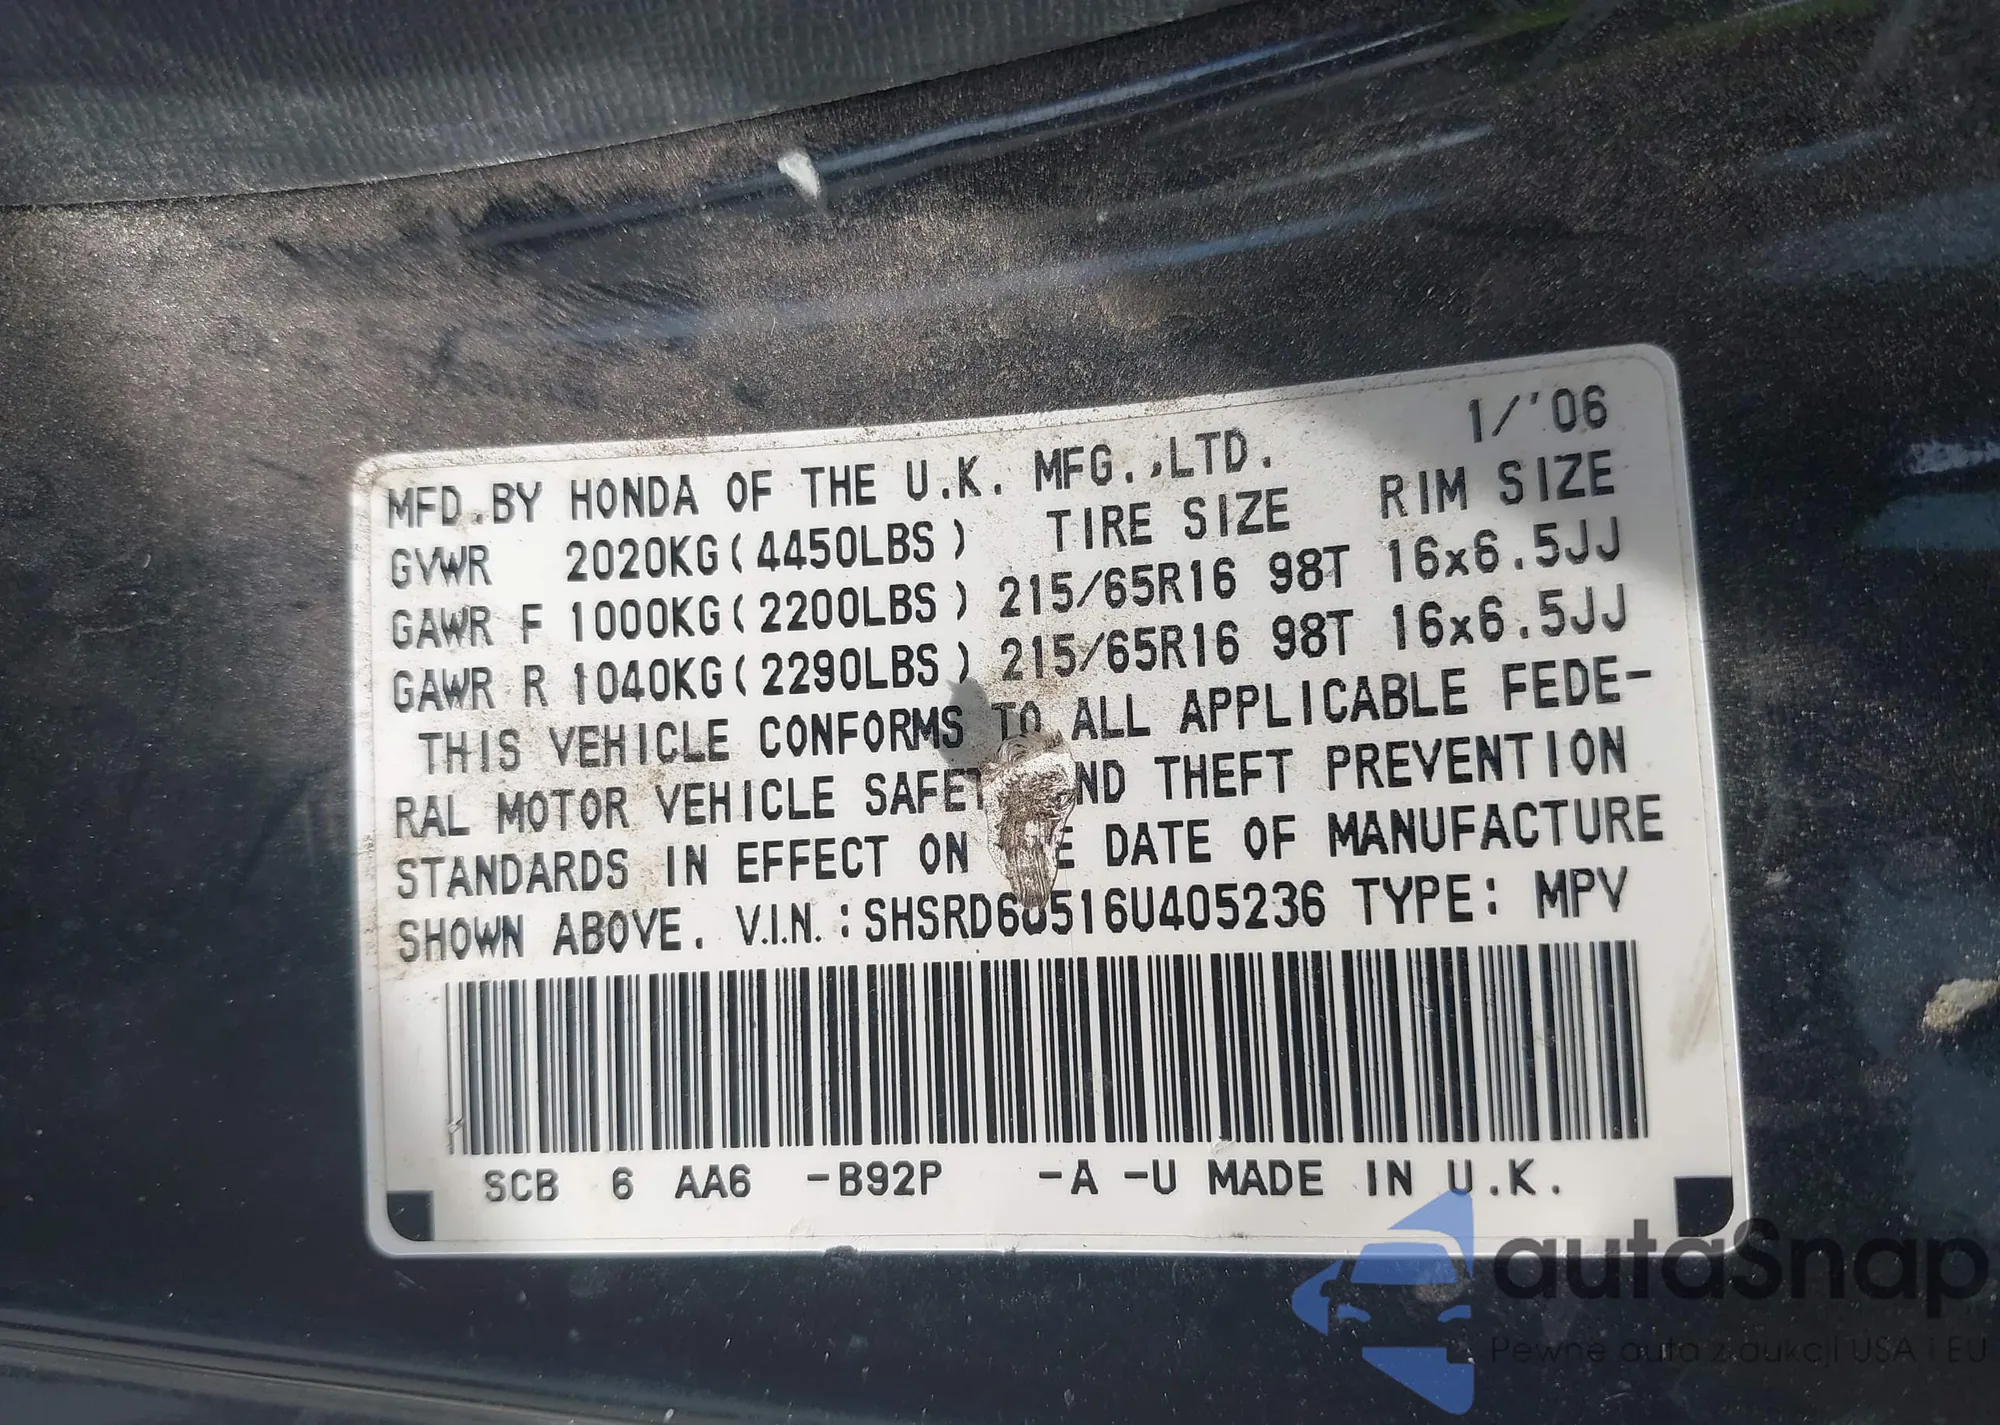 1/'06
MFD.BY HONDA OF THE U.K. MFG.,LTD.
GVWR 2020KG(4450LBS) TIRE SIZE RIM SIZE
GAWR F 1000KG(2200LBS) 215/65R16 98T 16x6.5JJ
GAWR R 1040KG(2290LBS) 215/65R16 98T 16x6.5JJ
THIS VEHICLE CONFORMS TO ALL APPLICABLE FEDE-
RAL MOTOR VEHICLE THEFT PREVENTION
STANDARDS IN EFFECT ON DATE OF MANUFACTURE
SHOWN ABOVE. V.I.N.: TYPE: MPV
SCB 6 AA6 -B92P -A -U MADE IN U.K.
autaSnap
Pewne auta z aukcji USA i EU